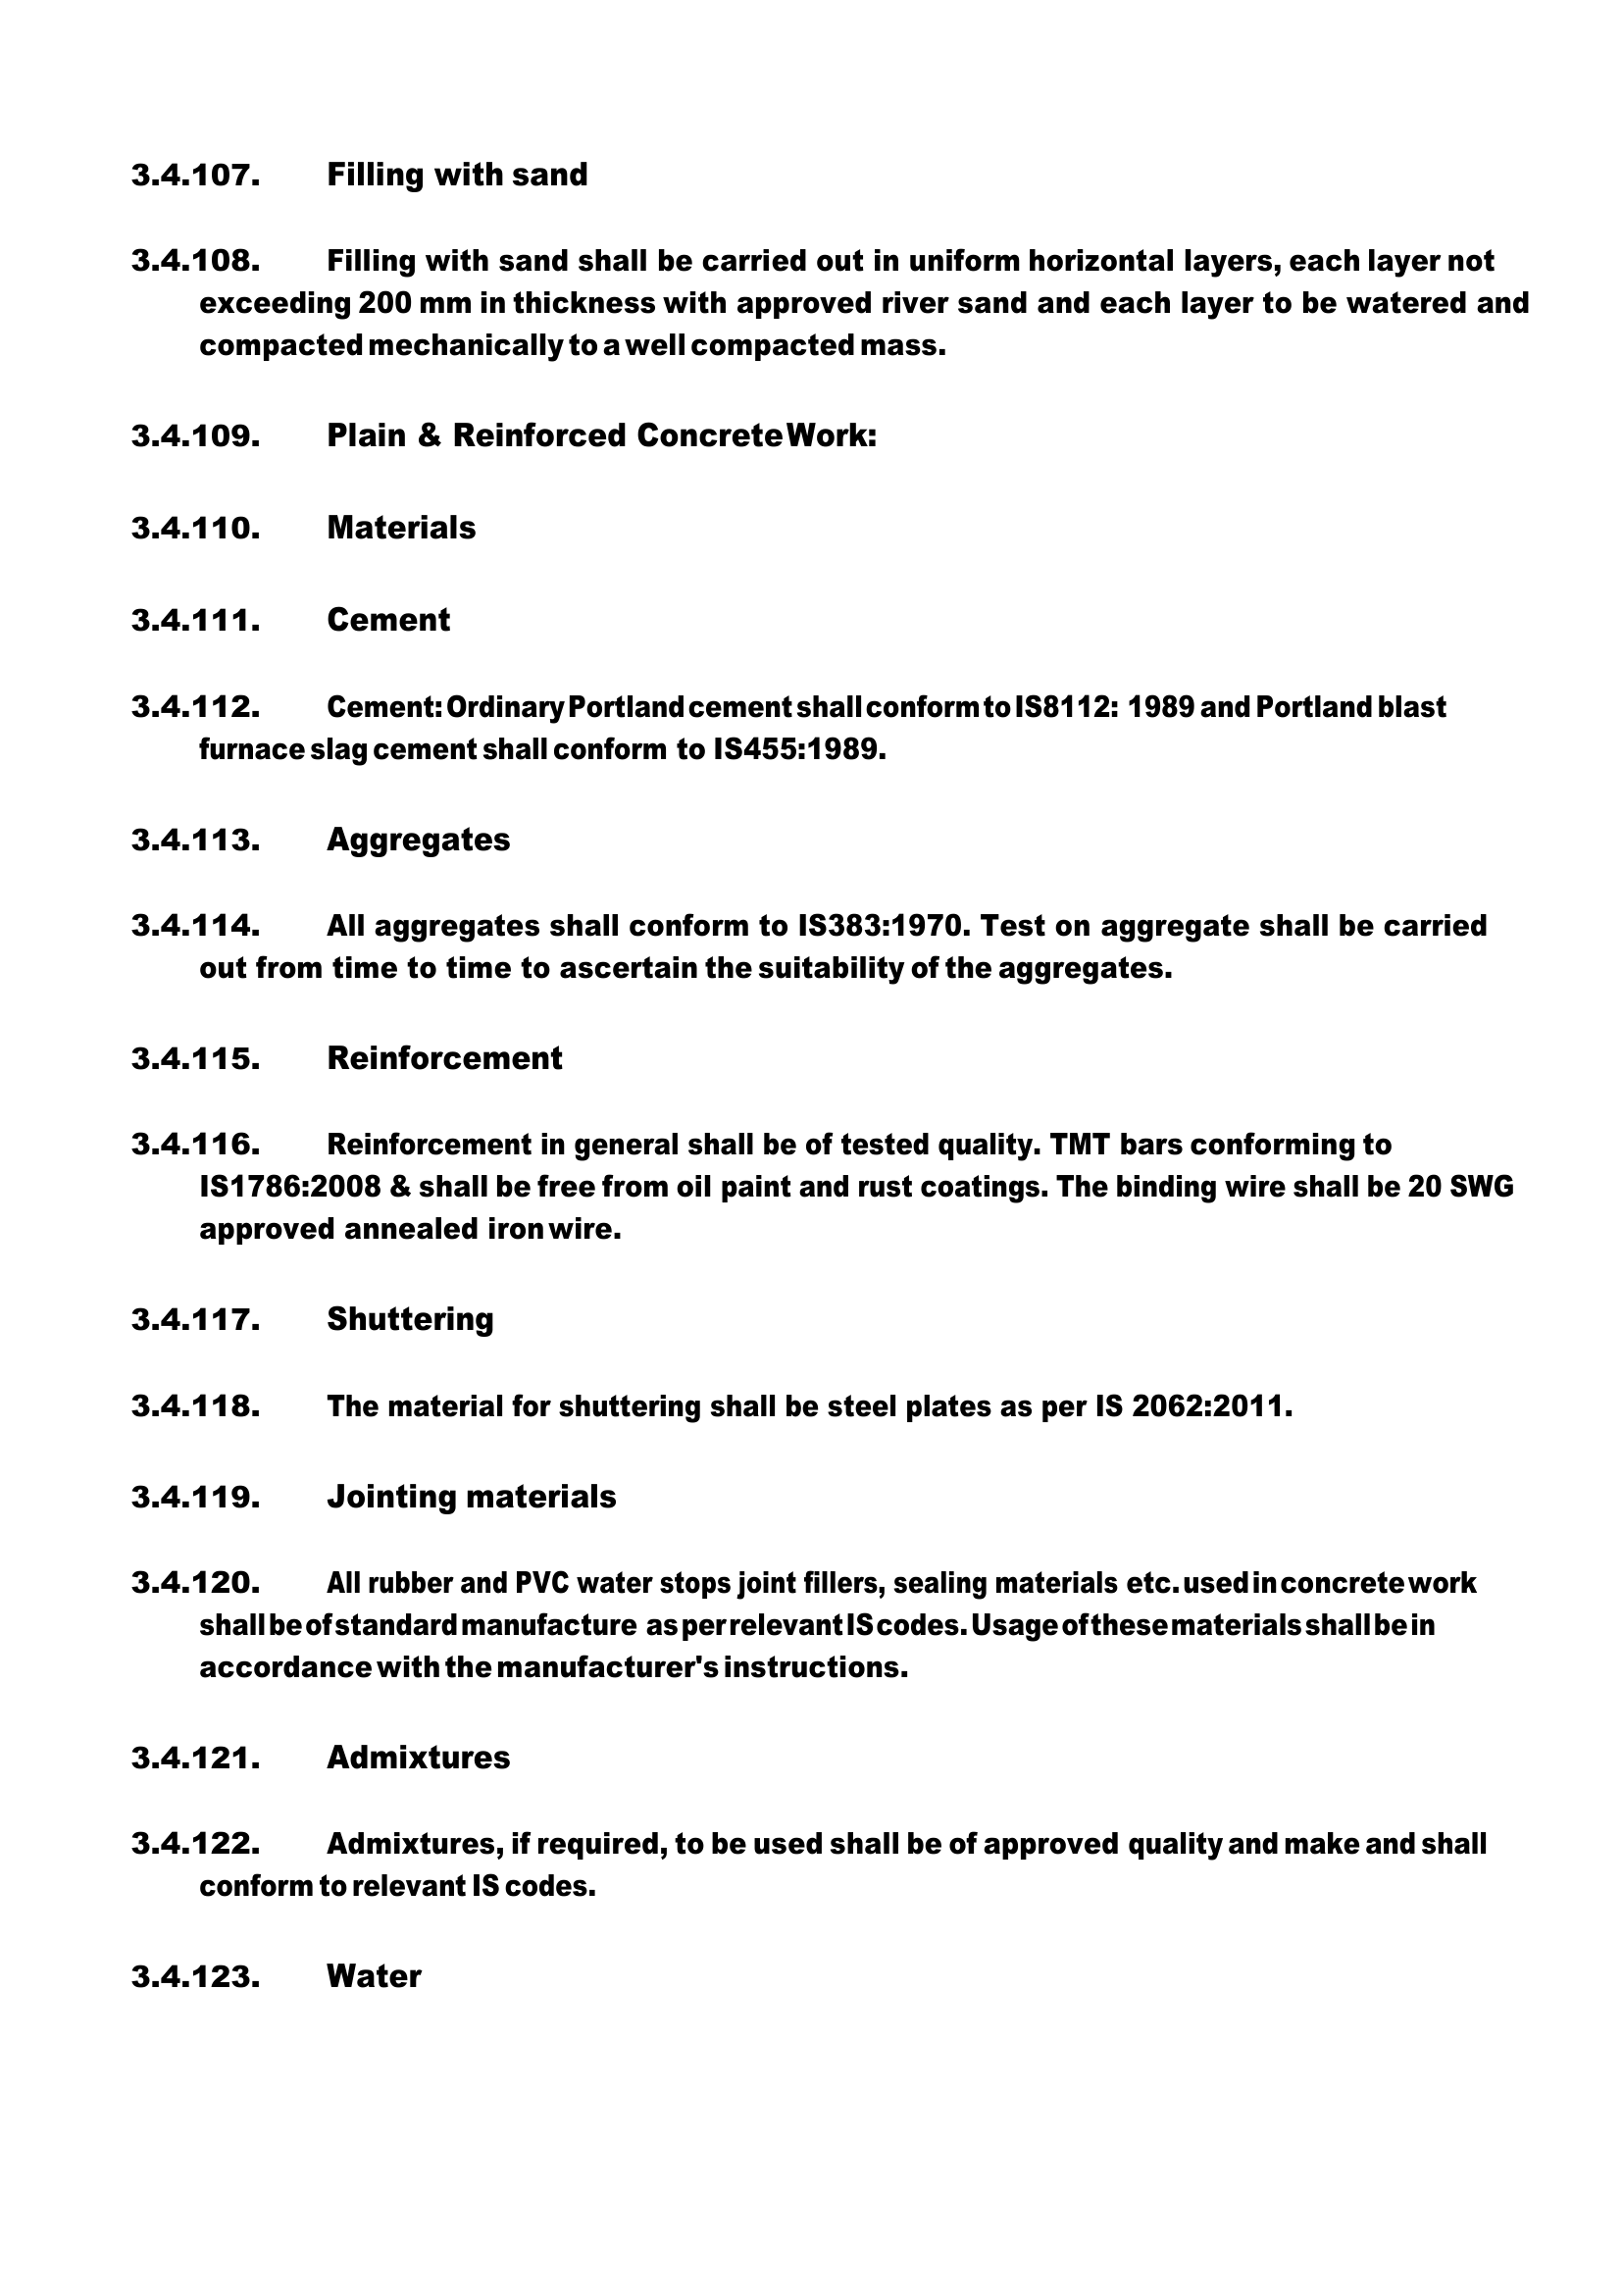 3.4.107. Filling with sand
3.4.108. Filling with sand shall be carried out in uniform horizontal layers, each layer not
exceeding 200 mm in thickness with approved river sand and each layer to be watered and
compacted mechanically to a well compacted mass.
3.4.109. Plain & Reinforced Concrete Work:
3.4.110. Materials
3.4.111. Cement
3.4.112. Cement: Ordinary Portland cement shall conform to IS8112: 1989 and Portland blast
furnace slag cement shall conform to IS455:1989.
3.4.113. Aggregates
3.4.114. All aggregates shall conform to IS383:1970. Test on aggregate shall be carried
out from time to time to ascertain the suitability of the aggregates.
3.4.115. Reinforcement
3.4.116. Reinforcement in general shall be of tested quality. TMT bars conforming to
IS1786:2008 & shall be free from oil paint and rust coatings. The binding wire shall be 20 SWG
approved annealed iron wire.
3.4.117. Shuttering
3.4.118. The material for shuttering shall be steel plates as per IS 2062:2011.
3.4.119. Jointing materials
3.4.120. All rubber and PVC water stops joint fillers, sealing materials etc. used in concrete work
shall be of standard manufacture as per relevant IS codes. Usage of these materials shall be in
accordance with the manufacturer's instructions.
3.4.121. Admixtures
3.4.122. Admixtures, if required, to be used shall be of approved quality and make and shall
conform to relevant IS codes.
3.4.123. Water